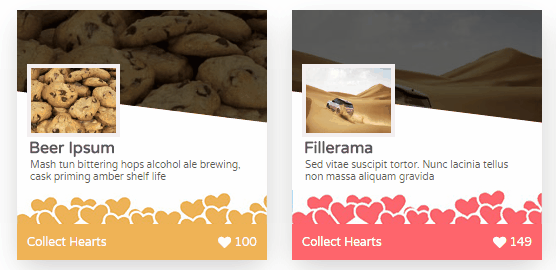 Beer Ipsum
Mash tun bittering hops alcohol ale brewing,
cask priming amber shelf life
Collect Hearts
100
Fillerama
Sed vitae suscipit tortor. Nunc lacinia tellus
non massa aliquam gravida
Collect Hearts
149